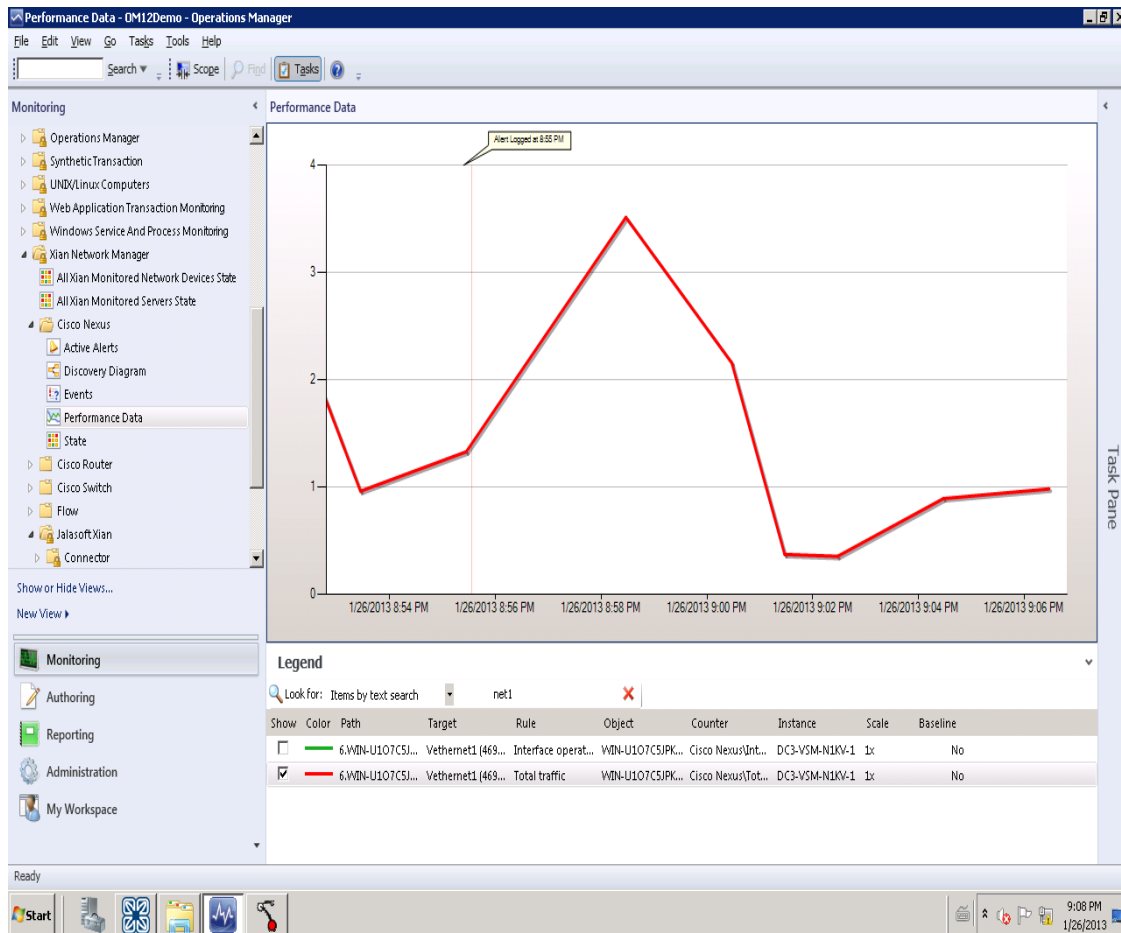 Performance Data - OM12Demo - Operations Manager
File Edit View Go Tasks Tools Help
Search Scope Find Tasks
Monitoring
Performance Data
Operations Manager
Synthetic Transaction
UNIX/Linux Computers
Web Application Transaction Monitoring
Windows Service And Process Monitoring
Xian Network Manager
All Xian Monitored Network Devices State
All Xian Monitored Servers State
Cisco Nexus
Active Alerts
Discovery Diagram
Events
Performance Data
State
Cisco Router
Cisco Switch
Flow
Jalasoft Xian
Connector
Show or Hide Views...
New View
Monitoring
Authoring
Reporting
Administration
My Workspace
Alert Logged at 8:55 PM
4
3
2
1
0
1/26/2013 8:54 PM 1/26/2013 8:56 PM 1/26/2013 8:58 PM 1/26/2013 9:00 PM 1/26/2013 9:02 PM 1/26/2013 9:04 PM 1/26/2013 9:06 PM
Task Pane
Legend
Look for: Items by text search net1
Show Color Path Target Rule Object Counter Instance Scale Baseline
6.WIN-U1O7C5J... Vethernet1 (469... Interface operat... WIN-U1O7C5JPK... Cisco Nexus\Int... DC3-VSM-N1KV-1 1x No
6.WIN-U1O7C5J... Vethernet1 (469... Total traffic WIN-U1O7C5JPK... Cisco Nexus\Tot... DC3-VSM-N1KV-1 1x No
Ready
Start
9:08 PM
1/26/2013